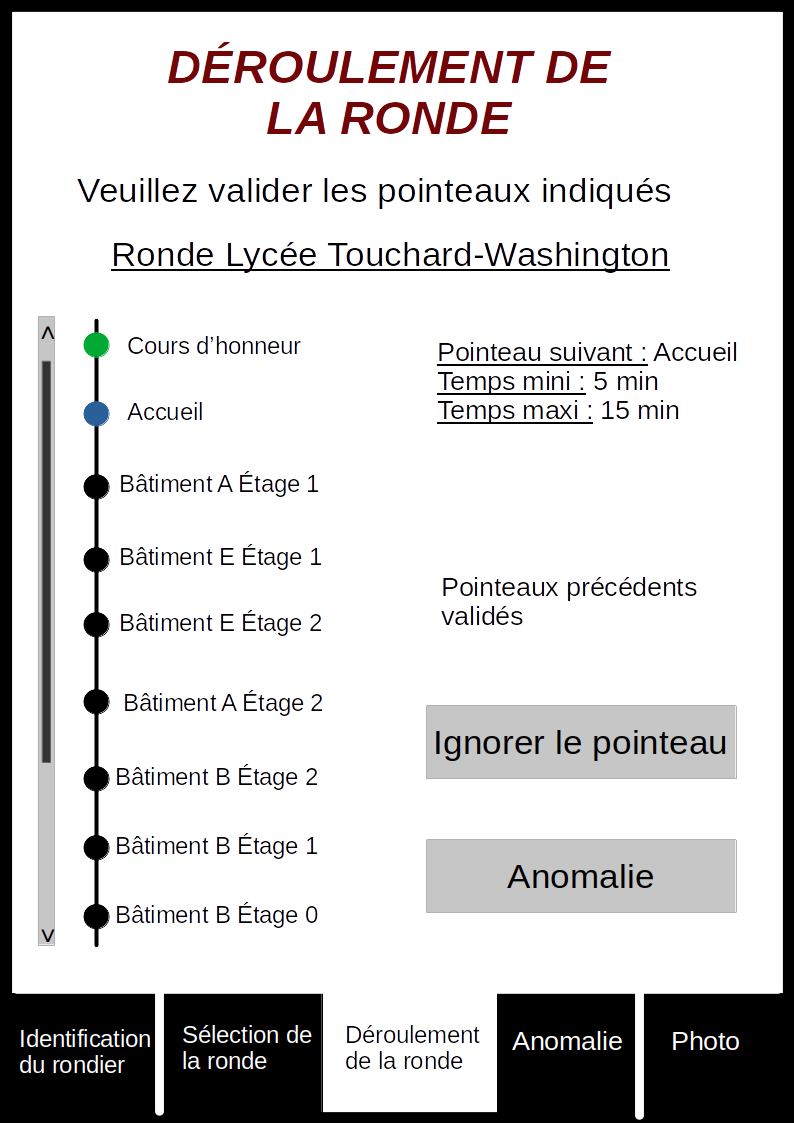 DÉROULEMENT DE
LA RONDE
Veuillez valider les pointeaux indiqués
Ronde Lycée Touchard-Washington
Cours d’honneur
Accueil
Bâtiment A Étage 1
Bâtiment E Étage 1
Bâtiment E Étage 2
Bâtiment A Étage 2
Bâtiment B Étage 2
Bâtiment B Étage 1
Bâtiment B Étage 0
Pointeau suivant : Accueil
Temps mini : 5 min
Temps maxi : 15 min
Pointeaux précédents
validés
Ignorer le pointeau
Anomalie
Identification
du rondier
Sélection de
la ronde
Déroulement
de la ronde
Anomalie
Photo